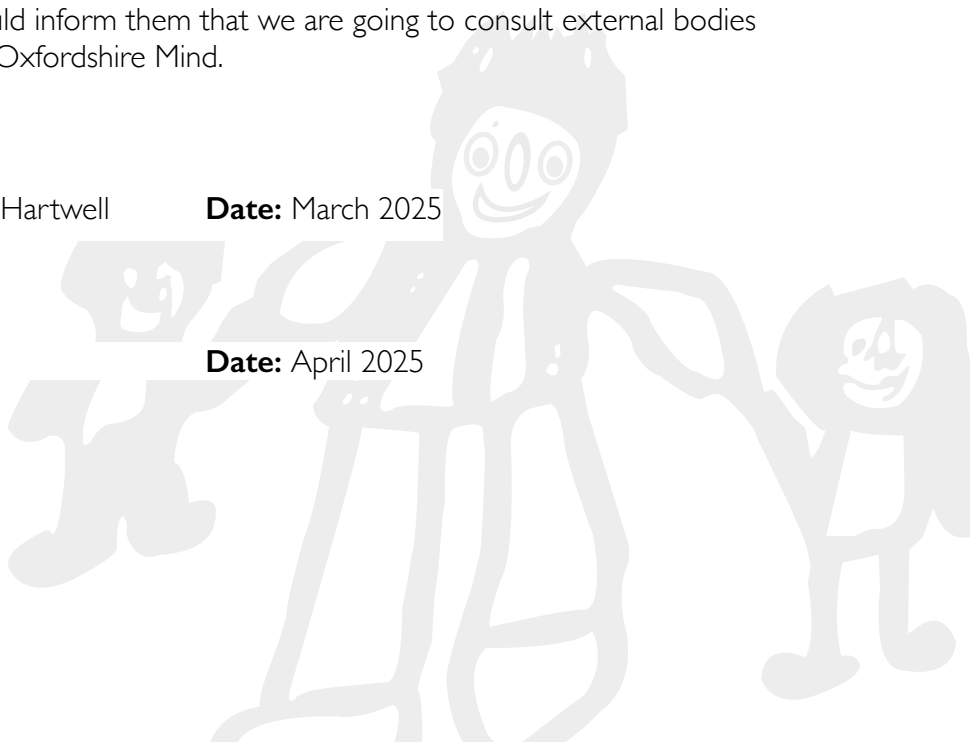 uld inform them that we are going to consult external bodies
Oxfordshire Mind.
Hartwell Date: March 2025
Date: April 2025